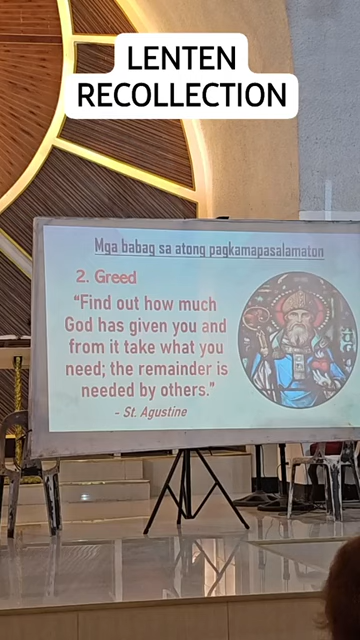 LENTEN
RECOLLECTION
Mga babag sa atong pagkamapasalamaton
2. Greed
“Find out how much
God has given you and
from it take what you
need; the remainder is
needed by others.”
- St. Agustine